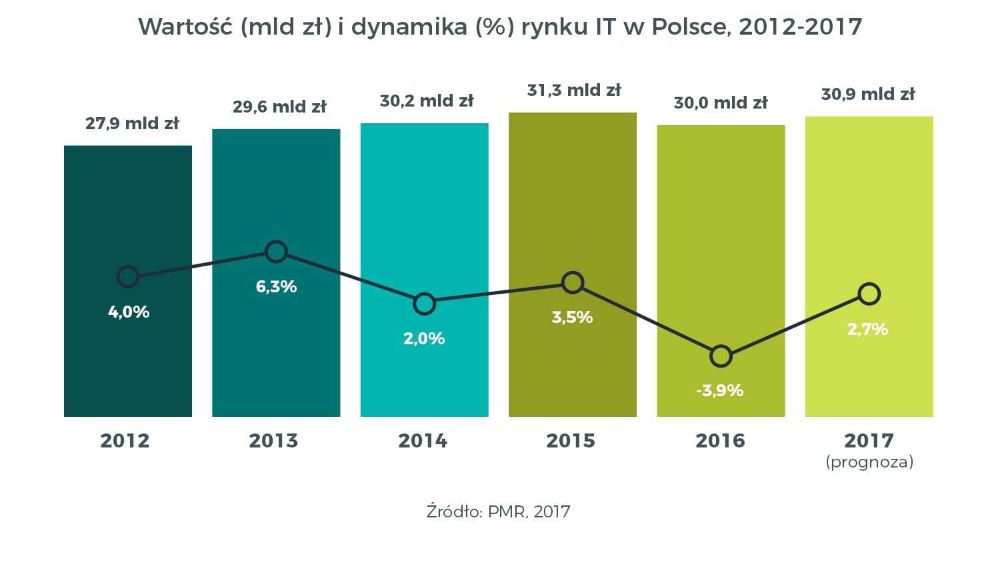 Wartość (mld zł) i dynamika (%) rynku IT w Polsce, 2012-2017
27,9 mld zł
29,6 mld zł
30,2 mld zł
31,3 mld zł
30,0 mld zł
30,9 mld zł
4,0%
6,3%
2,0%
3,5%
-3,9%
2,7%
2012
2013
2014
2015
2016
2017
(prognoza)
Źródło: PMR, 2017